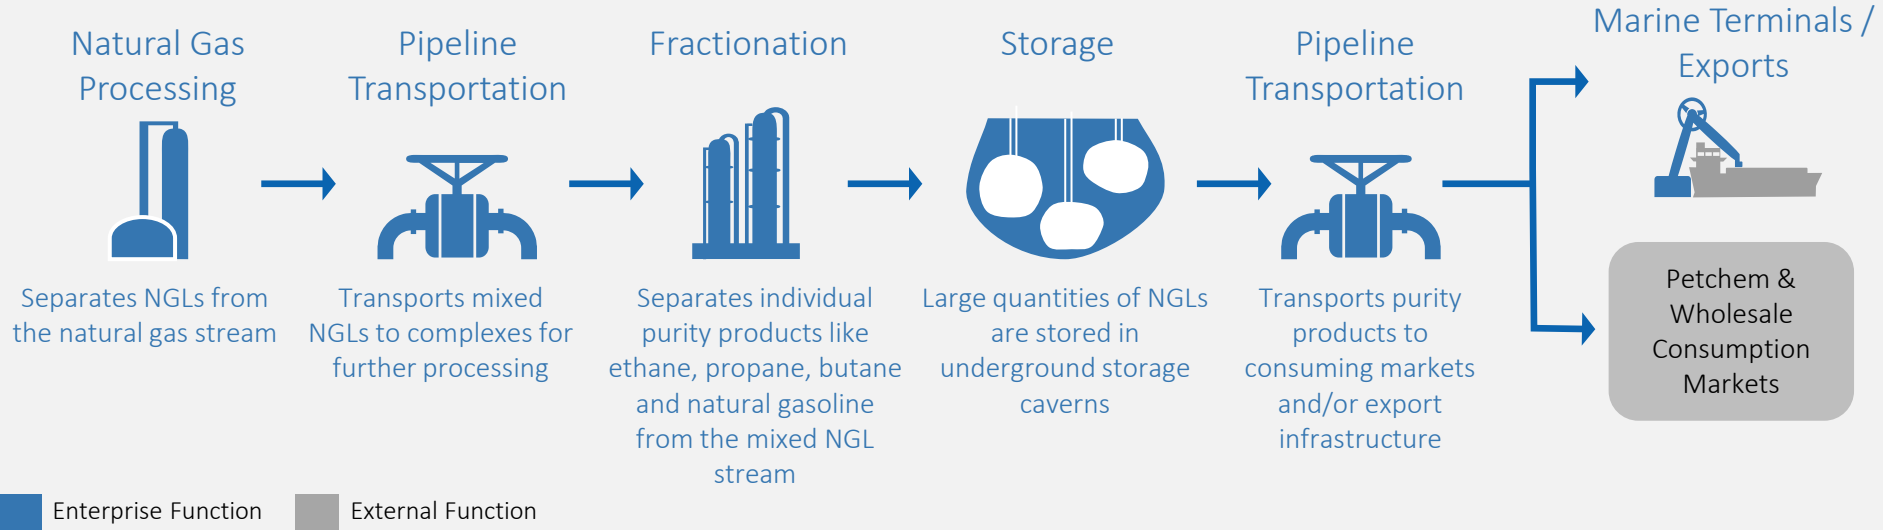 Natural Gas
Processing
Separates NGLs from
the natural gas stream
Pipeline
Transportation
Transports mixed
NGLs to complexes for
further processing
Fractionation
Separates individual
purity products like
ethane, propane, butane
and natural gasoline
from the mixed NGL
stream
Storage
Large quantities of NGLs
are stored in
underground storage
caverns
Pipeline
Transportation
Transports purity
products to
consuming markets
and/or export
infrastructure
Marine Terminals /
Exports
Petchem &
Wholesale
Consumption
Markets
Enterprise Function
External Function